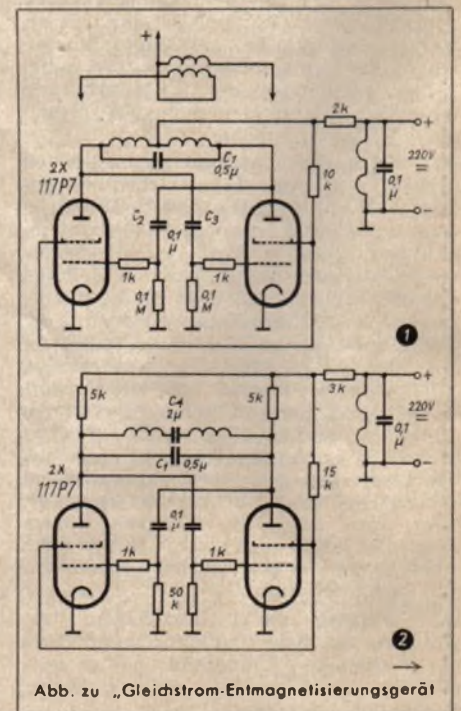 +
C1
0,5µ
2k
+
2X
117P7
10
k
0,1
µ
220V
=
C2
0,1
µ
C3
0,1
µ
–
1k
1k
0,1
M
0,1
M
1
5k
C4
2µ
5k
3k
+
C1 0,5µ
220V
=
0,1
µ
2X
117P7
0,1
µ
15
k
–
1k
1k
50
k
2
→
Abb. zu „Gleichstrom-Entmagnetisierungsgerät